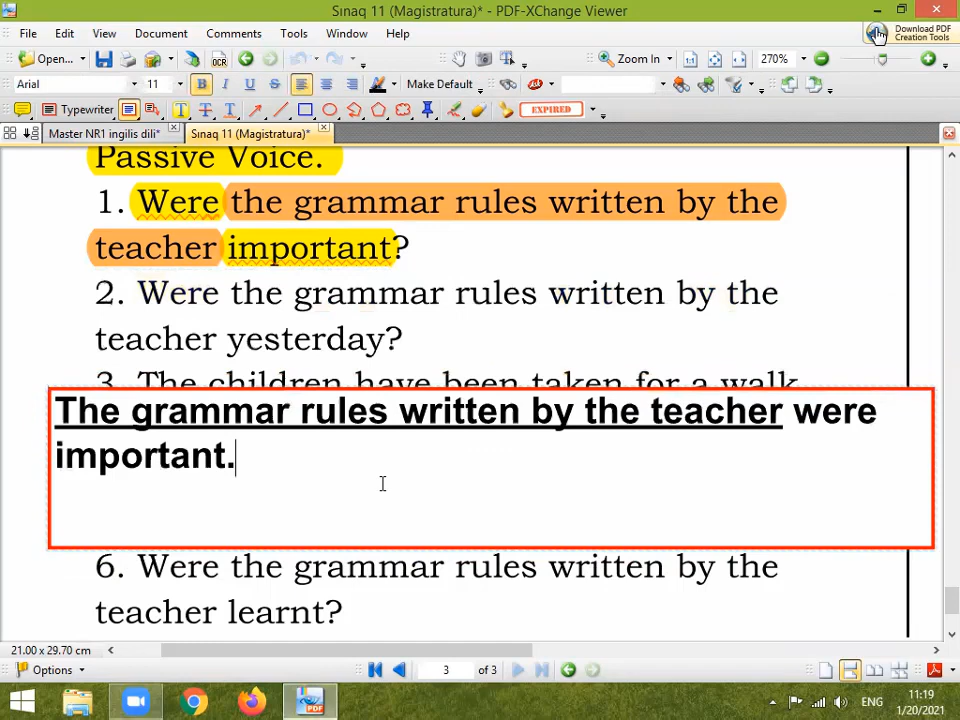 Sınaq 11 (Magistratura)* - PDF-XChange Viewer
File Edit View Document Comments Tools Window Help
Download PDF
Creation Tools
Open... OCR Zoom In 270%
Arial 11 B I U Make Default
Typewriter EXPIRED
Master NR1 ingilis dili* Sınaq 11 (Magistratura)*
Passive Voice.
1. Were the grammar rules written by the
teacher important?
2. Were the grammar rules written by the
teacher yesterday?
3. The children have been taken for a walk
The grammar rules written by the teacher were
important.
6. Were the grammar rules written by the
teacher learnt?
21.00 x 29.70 cm
Options 3 of 3
ENG
11:19
1/20/2021